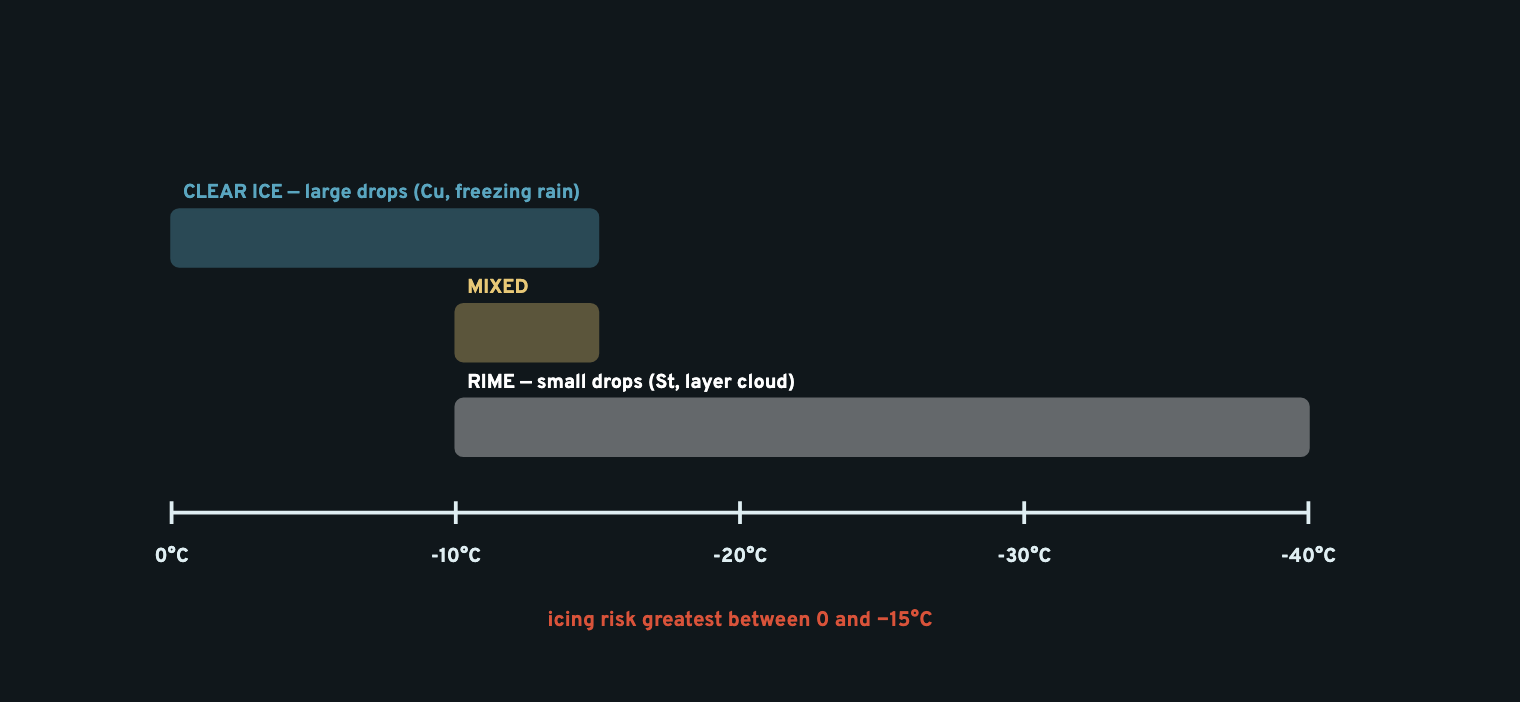 CLEAR ICE – large drops (Cu, freezing rain)
MIXED
RIME – small drops (St, layer cloud)
0°C
-10°C
-20°C
-30°C
-40°C
icing risk greatest between 0 and −15°C